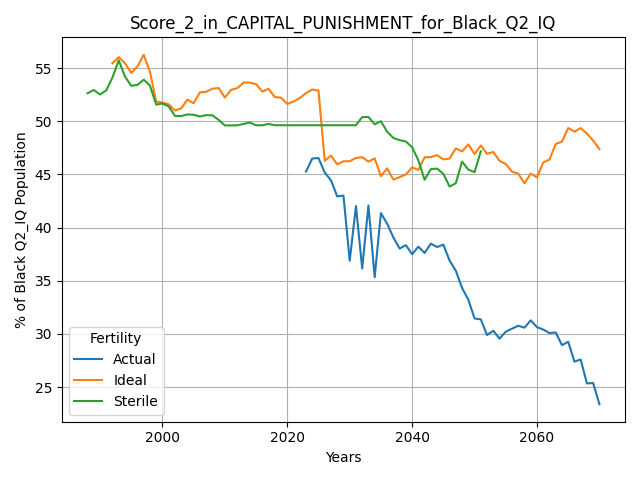 Score_2_in_CAPITAL_PUNISHMENT_for_Black_Q2_IQ
% of Black Q2_IQ Population
55
50
45
40
35
30
25
Fertility
Actual
Ideal
Sterile
2000
2020
2040
2060
Years